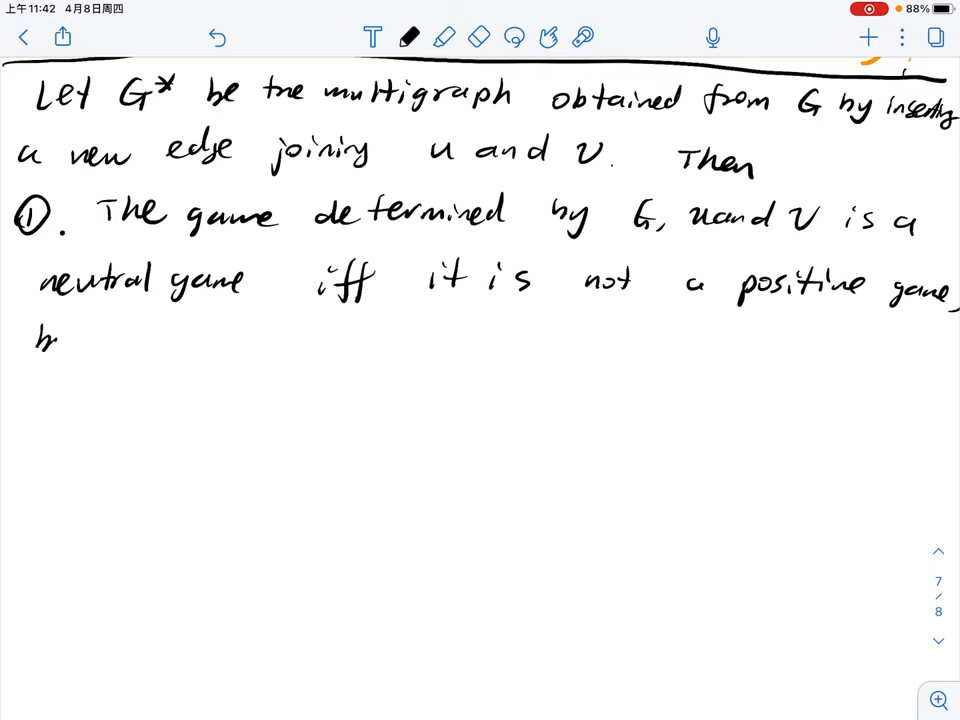 上午11:42 4月8日周四
88%
T
Let G* be the multigraph obtained from G by inserting
a new edge joining u and v. Then
①. The game determined by G, u and v is a
neutral game iff it is not a positive game,
b
7
/
8